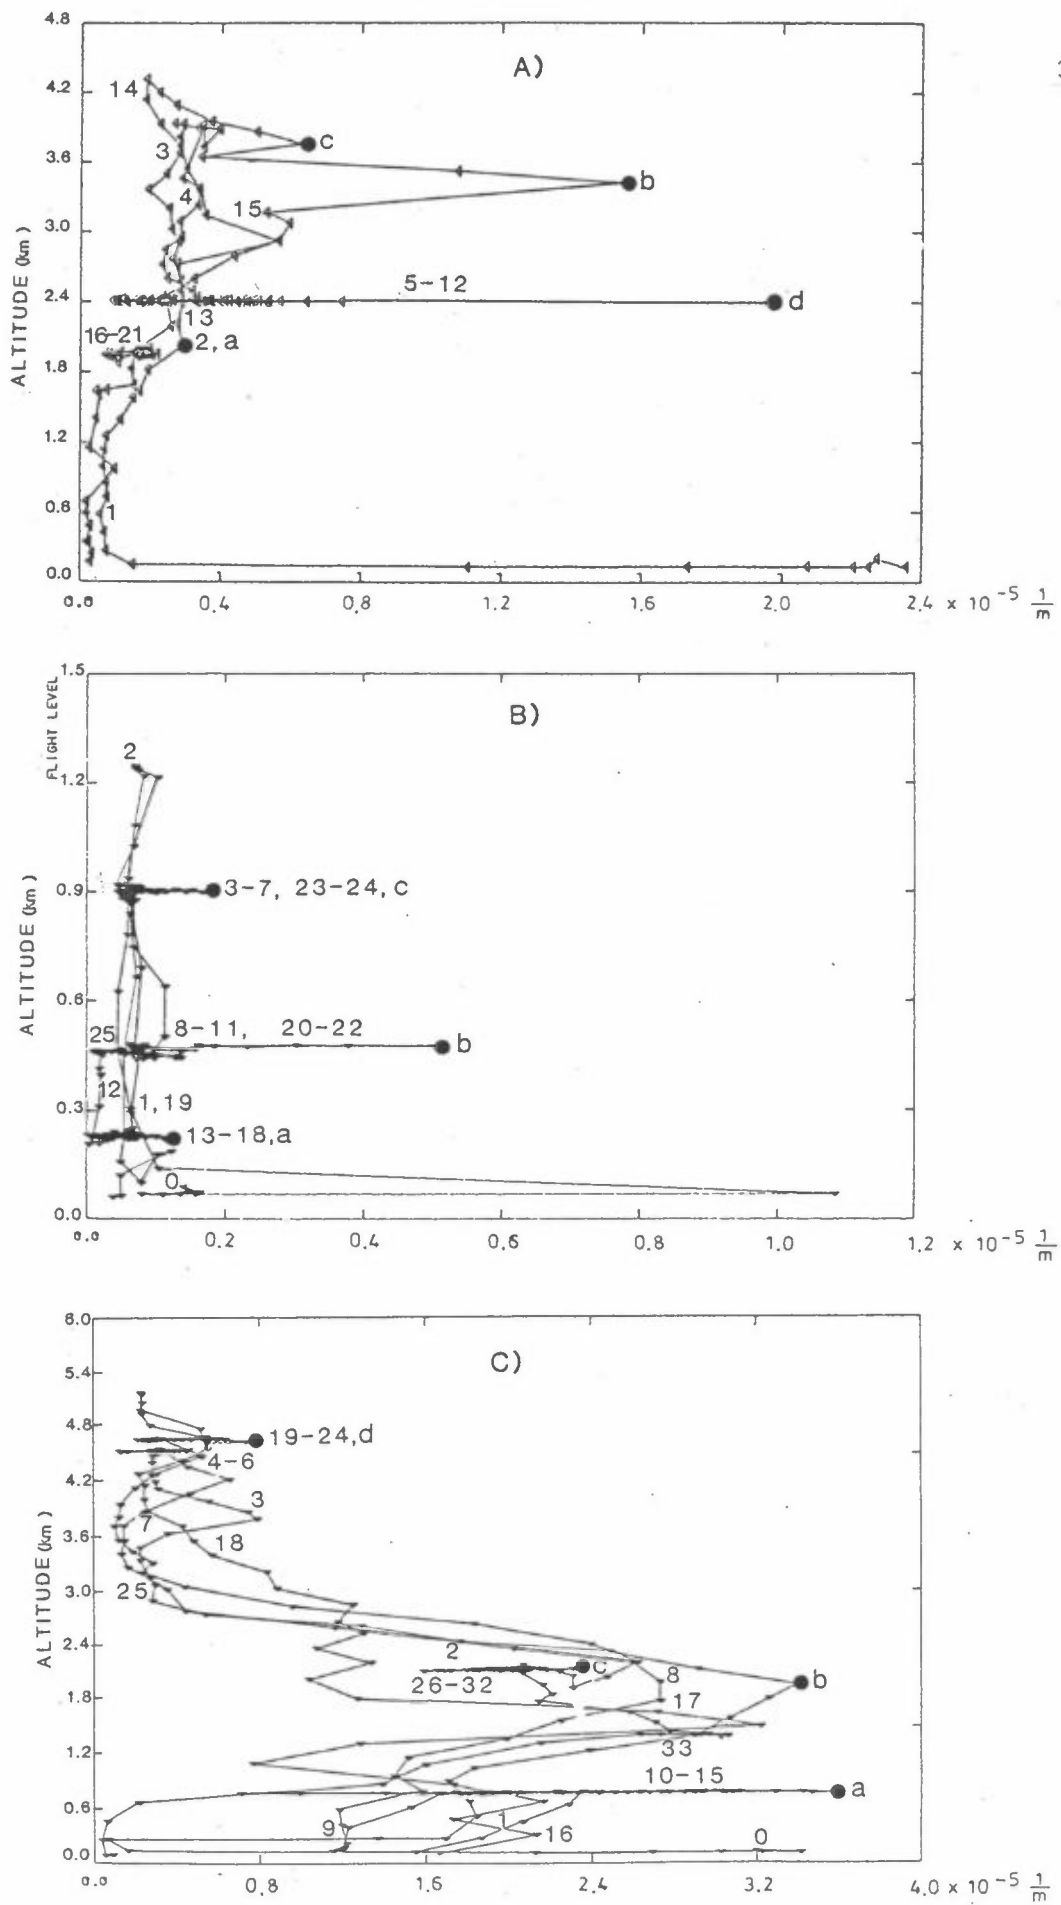 A)
4.8
4.2
3.6
3.0
2.4
1.8
1.2
0.6
0.0
ALTITUDE (km)
14
c
3
b
4
15
5-12
d
13
16-21
2, a
1
0.0 0.4 0.8 1.2 1.6 2.0 2.4 × 10⁻⁵ 1/m
B)
FLIGHT LEVEL
1.5
1.2
0.9
0.6
0.3
0.0
ALTITUDE (km)
2
3-7, 23-24, c
25
8-11, 20-22
b
12
1, 19
13-18, a
0
0.0 0.2 0.4 0.6 0.8 1.0 1.2 × 10⁻⁵ 1/m
C)
6.0
5.4
4.8
4.2
3.6
3.0
2.4
1.8
1.2
0.6
0.0
ALTITUDE (km)
19-24, d
4-6
3
7
18
25
2
c
8
b
26-32
17
33
10-15
a
9
1
16
0
0.0 0.8 1.6 2.4 3.2 4.0 × 10⁻⁵ 1/m